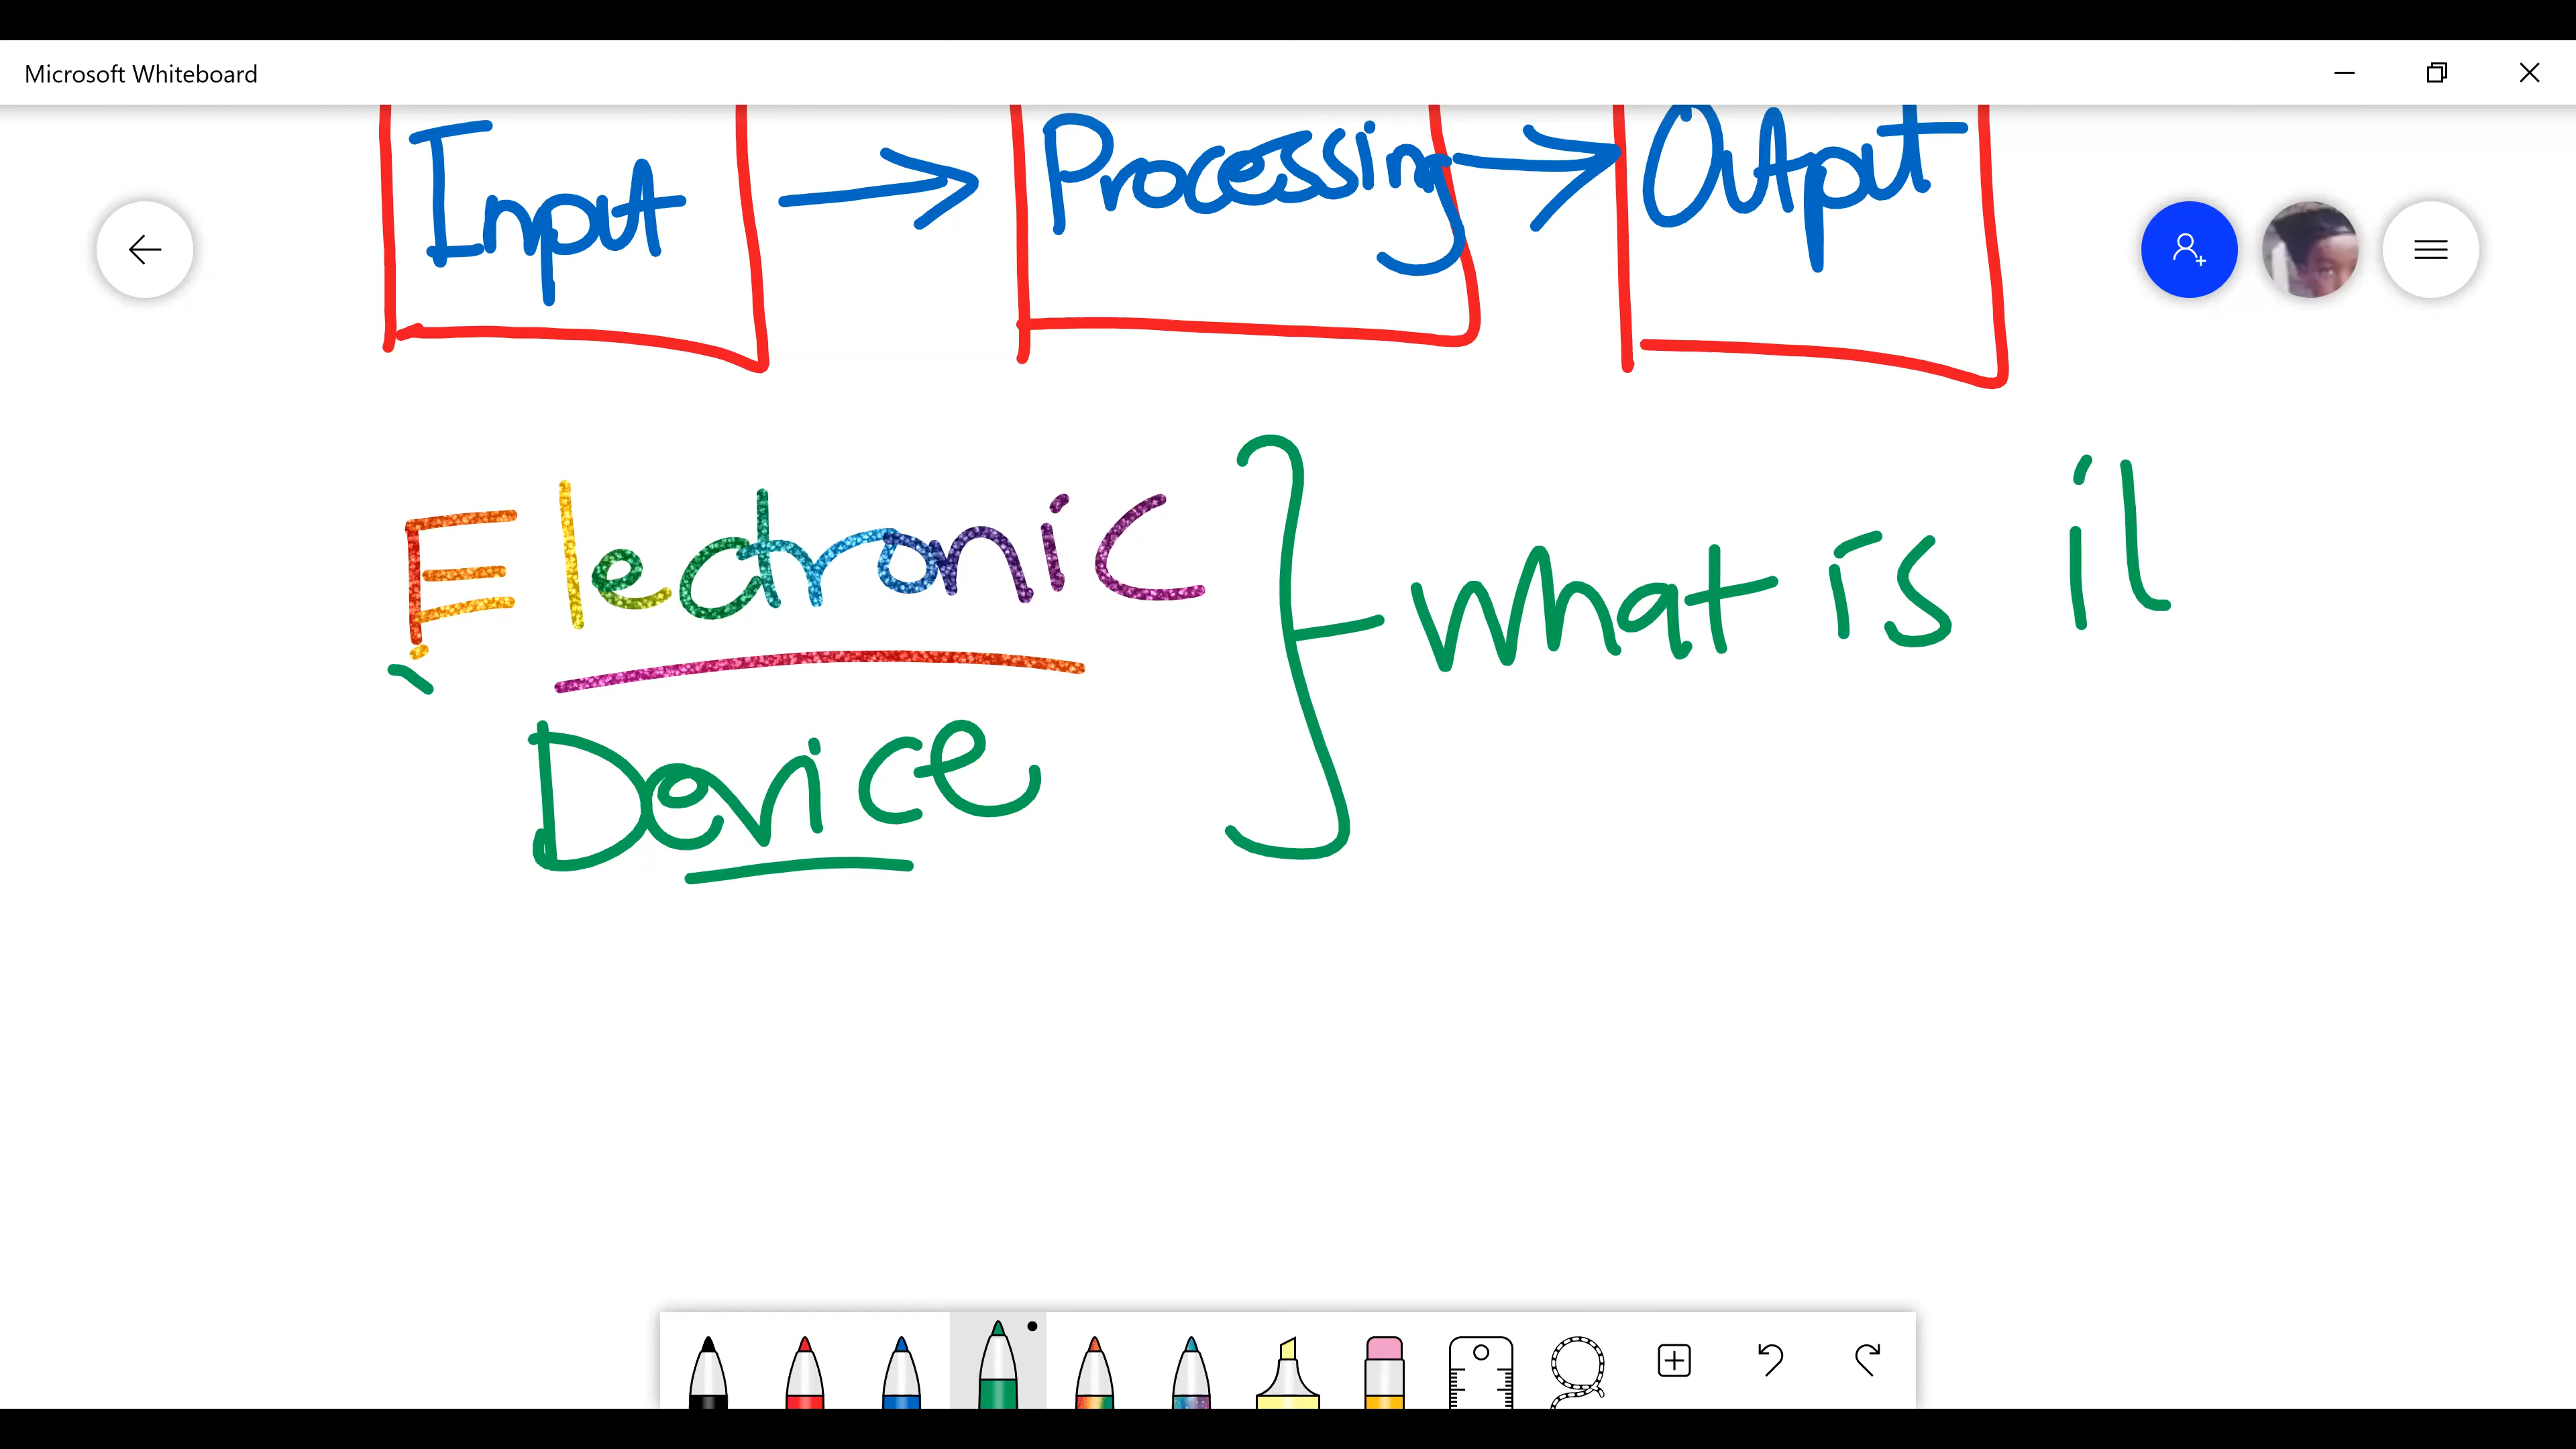 Microsoft Whiteboard
Input → Processing → Output
Electronic } what is il
Device